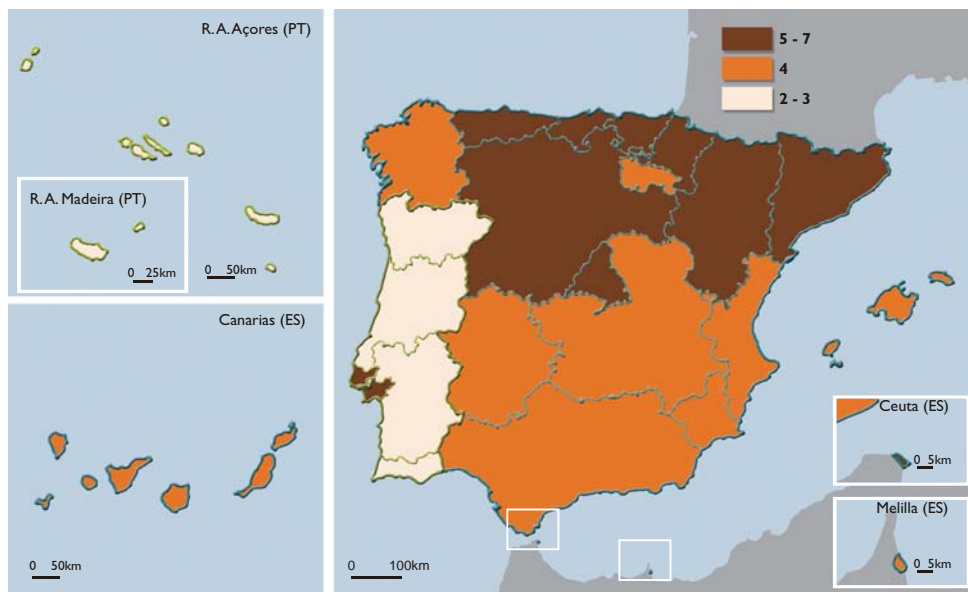 R. A. Açores (PT)
R. A. Madeira (PT)
0 25km
0 50km
Canarias (ES)
0 50km
5 - 7
4
2 - 3
Ceuta (ES)
0 5km
Melilla (ES)
0 5km
0 100km